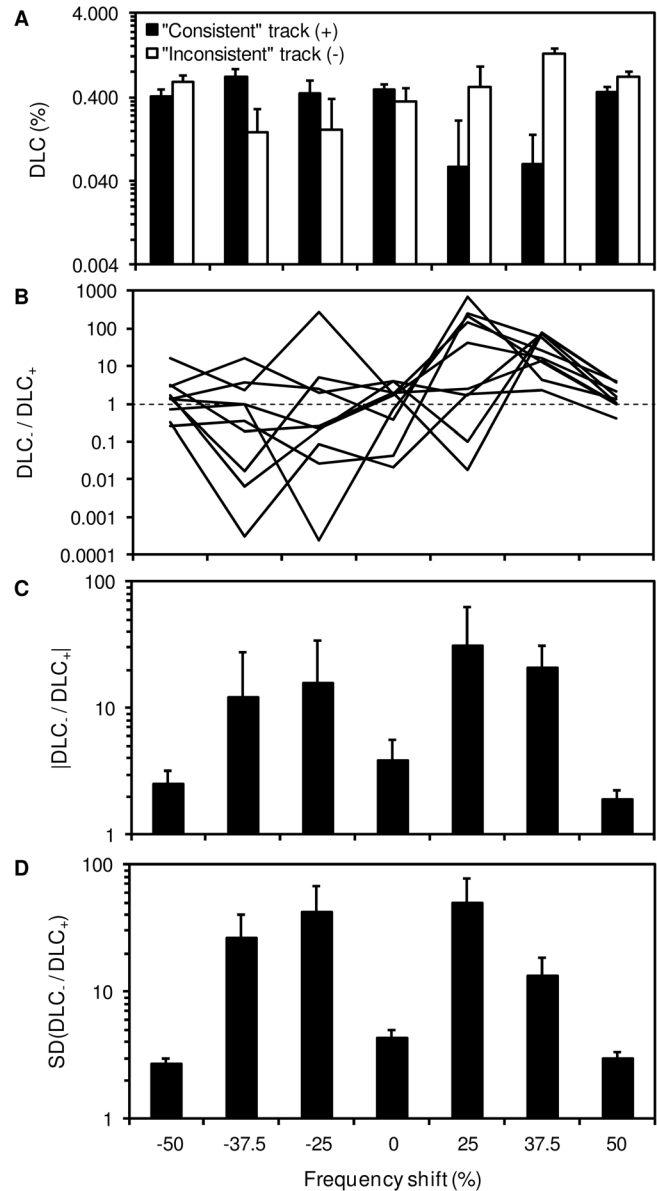 A
4.000
0.400
0.040
0.004
DLC (%)
"Consistent" track (+)
"Inconsistent" track (-)
B
1000
100
10
1
0.1
0.01
0.001
0.0001
DLC- / DLC+
C
100
10
1
|DLC- / DLC+|
D
100
10
1
SD(DLC- / DLC+)
-50 -37.5 -25 0 25 37.5 50
Frequency shift (%)